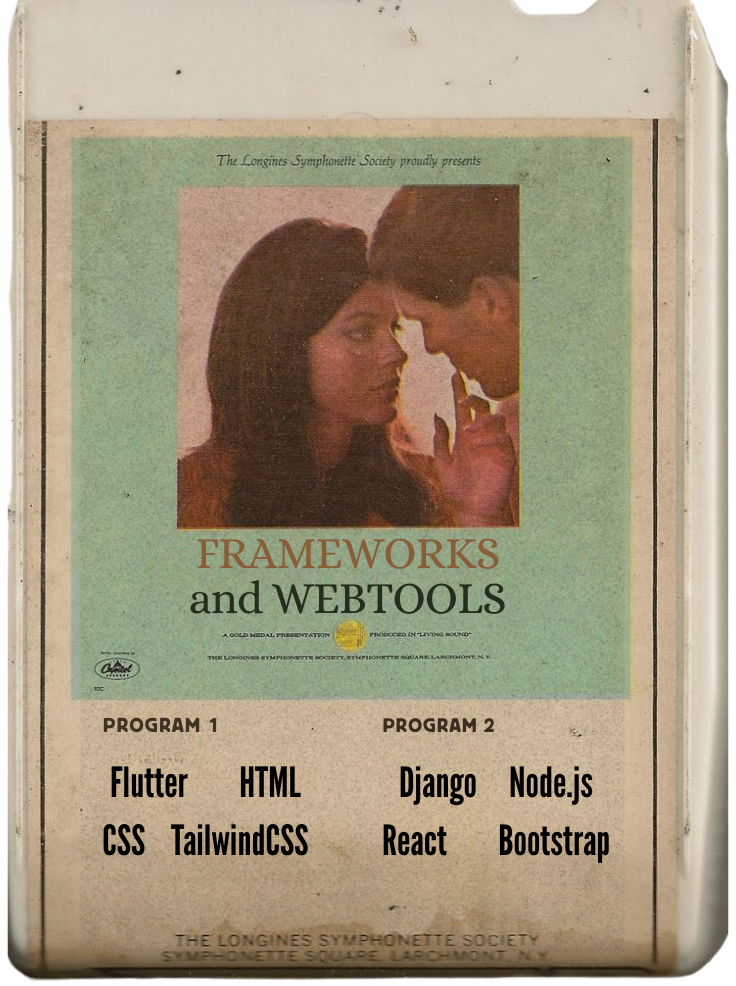 The Longines Symphonette Society proudly presents
FRAMEWORKS
and WEBTOOLS
A GOLD MEDAL PRESENTATION PRODUCED IN "LIVING SOUND"
THE LONGINES SYMPHONETTE SOCIETY, SYMPHONETTE SQUARE, LARCHMONT, N. Y.
Capitol
RECORDS
PROGRAM 1
Flutter HTML
CSS TailwindCSS
PROGRAM 2
Django Node.js
React Bootstrap
THE LONGINES SYMPHONETTE SOCIETY
SYMPHONETTE SQUARE, LARCHMONT, N. Y.